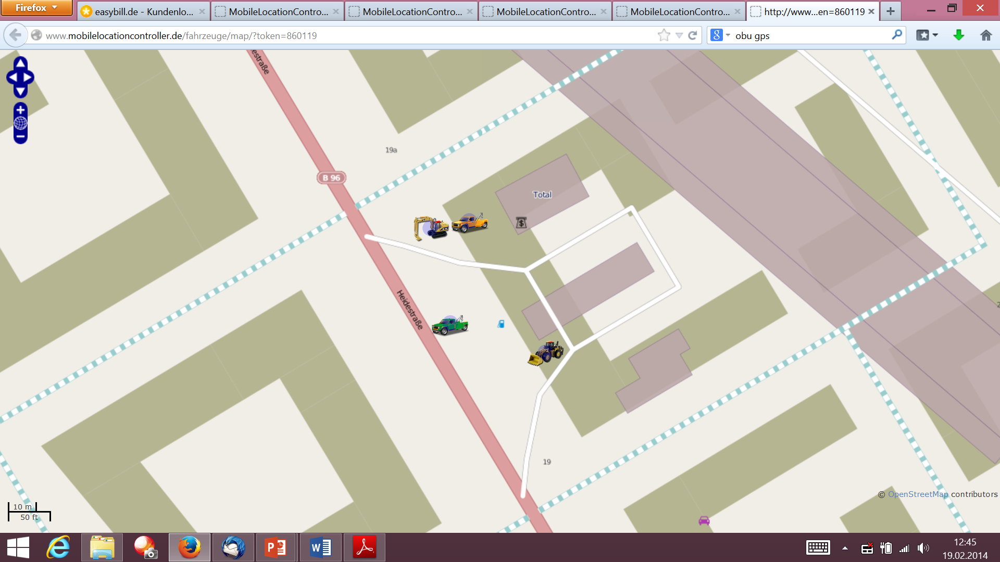 Firefox
easybill.de - Kundenlo...
MobileLocationContro...
MobileLocationContro...
MobileLocationContro...
MobileLocationContro...
http://www...en=860119
www.mobilelocationcontroller.de/fahrzeuge/map/?token=860119
obu gps
estraße
19a
B 96
Total
$
Heidestraße
19
© OpenStreetMap contributors
10 m
50 ft
12:45
19.02.2014